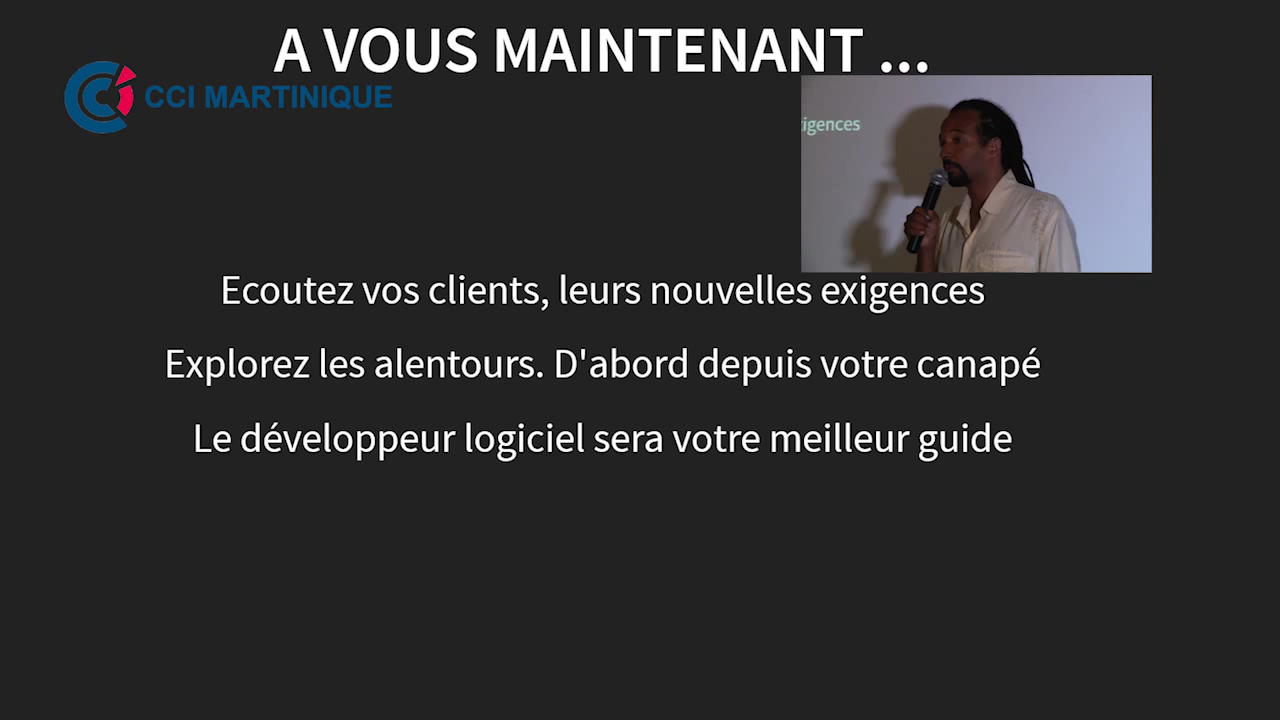 A VOUS MAINTENANT ...
CCI MARTINIQUE
igences
Ecoutez vos clients, leurs nouvelles exigences
Explorez les alentours. D'abord depuis votre canapé
Le développeur logiciel sera votre meilleur guide